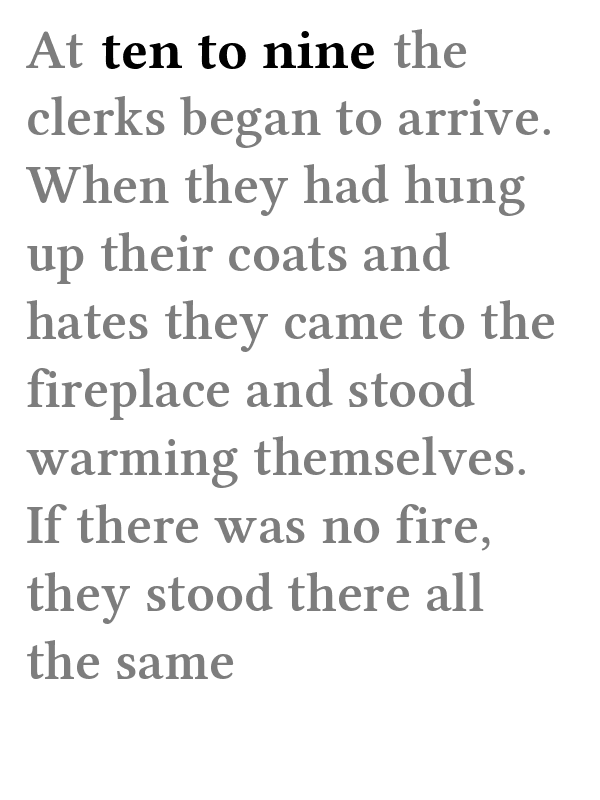 At ten to nine the
clerks began to arrive.
When they had hung
up their coats and
hates they came to the
fireplace and stood
warming themselves.
If there was no fire,
they stood there all
the same